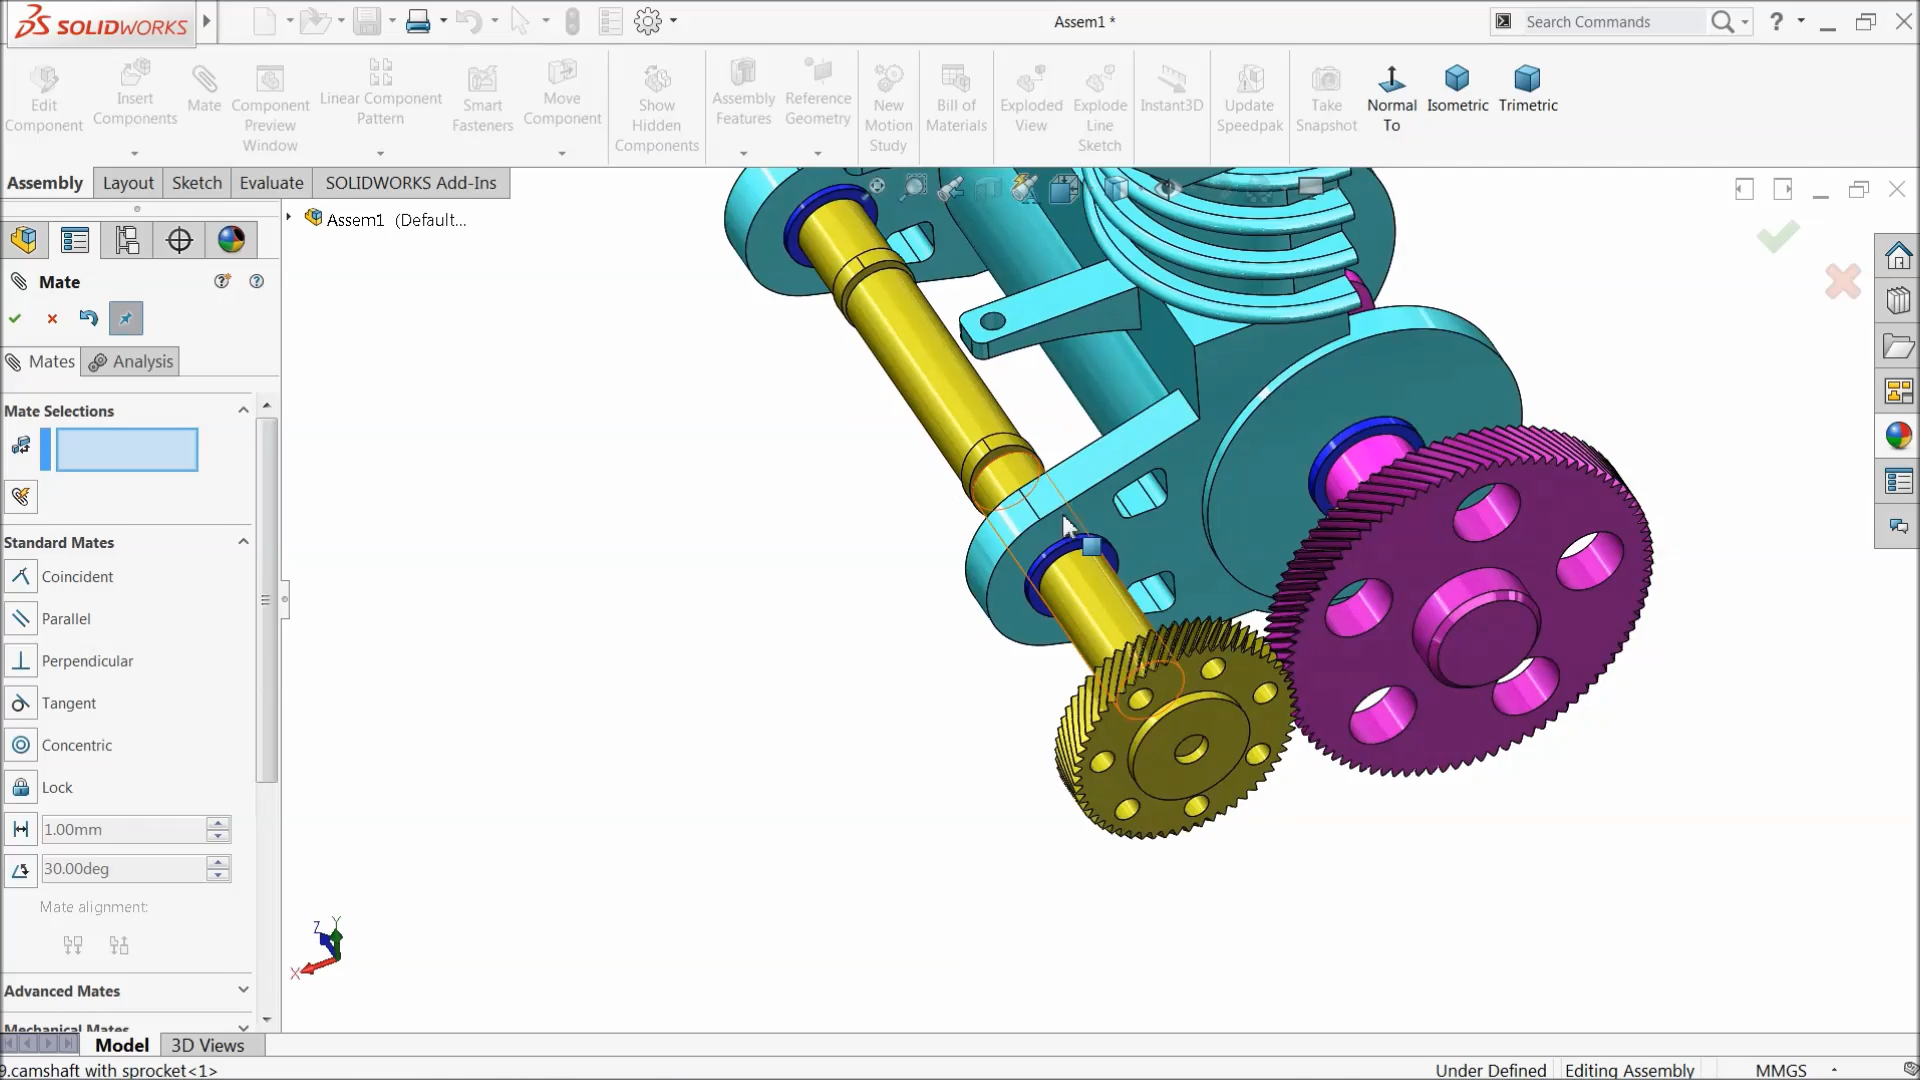 SOLIDWORKS
Assem1 *
Search Commands
?
Edit Component
Insert Components
Mate
Component Preview Window
Linear Component Pattern
Smart Fasteners
Move Component
Show Hidden Components
Assembly Features
Reference Geometry
New Motion Study
Bill of Materials
Exploded View
Explode Line Sketch
Instant3D
Update Speedpak
Take Snapshot
Normal To
Isometric
Trimetric
Assembly
Layout
Sketch
Evaluate
SOLIDWORKS Add-Ins
Assem1 (Default...
Mate
Mates
Analysis
Mate Selections
Standard Mates
Coincident
Parallel
Perpendicular
Tangent
Concentric
Lock
1.00mm
30.00deg
Mate alignment:
Advanced Mates
Mechanical Mates
Z
Y
X
Model
3D Views
9.camshaft with sprocket<1>
Under Defined
Editing Assembly
MMGS